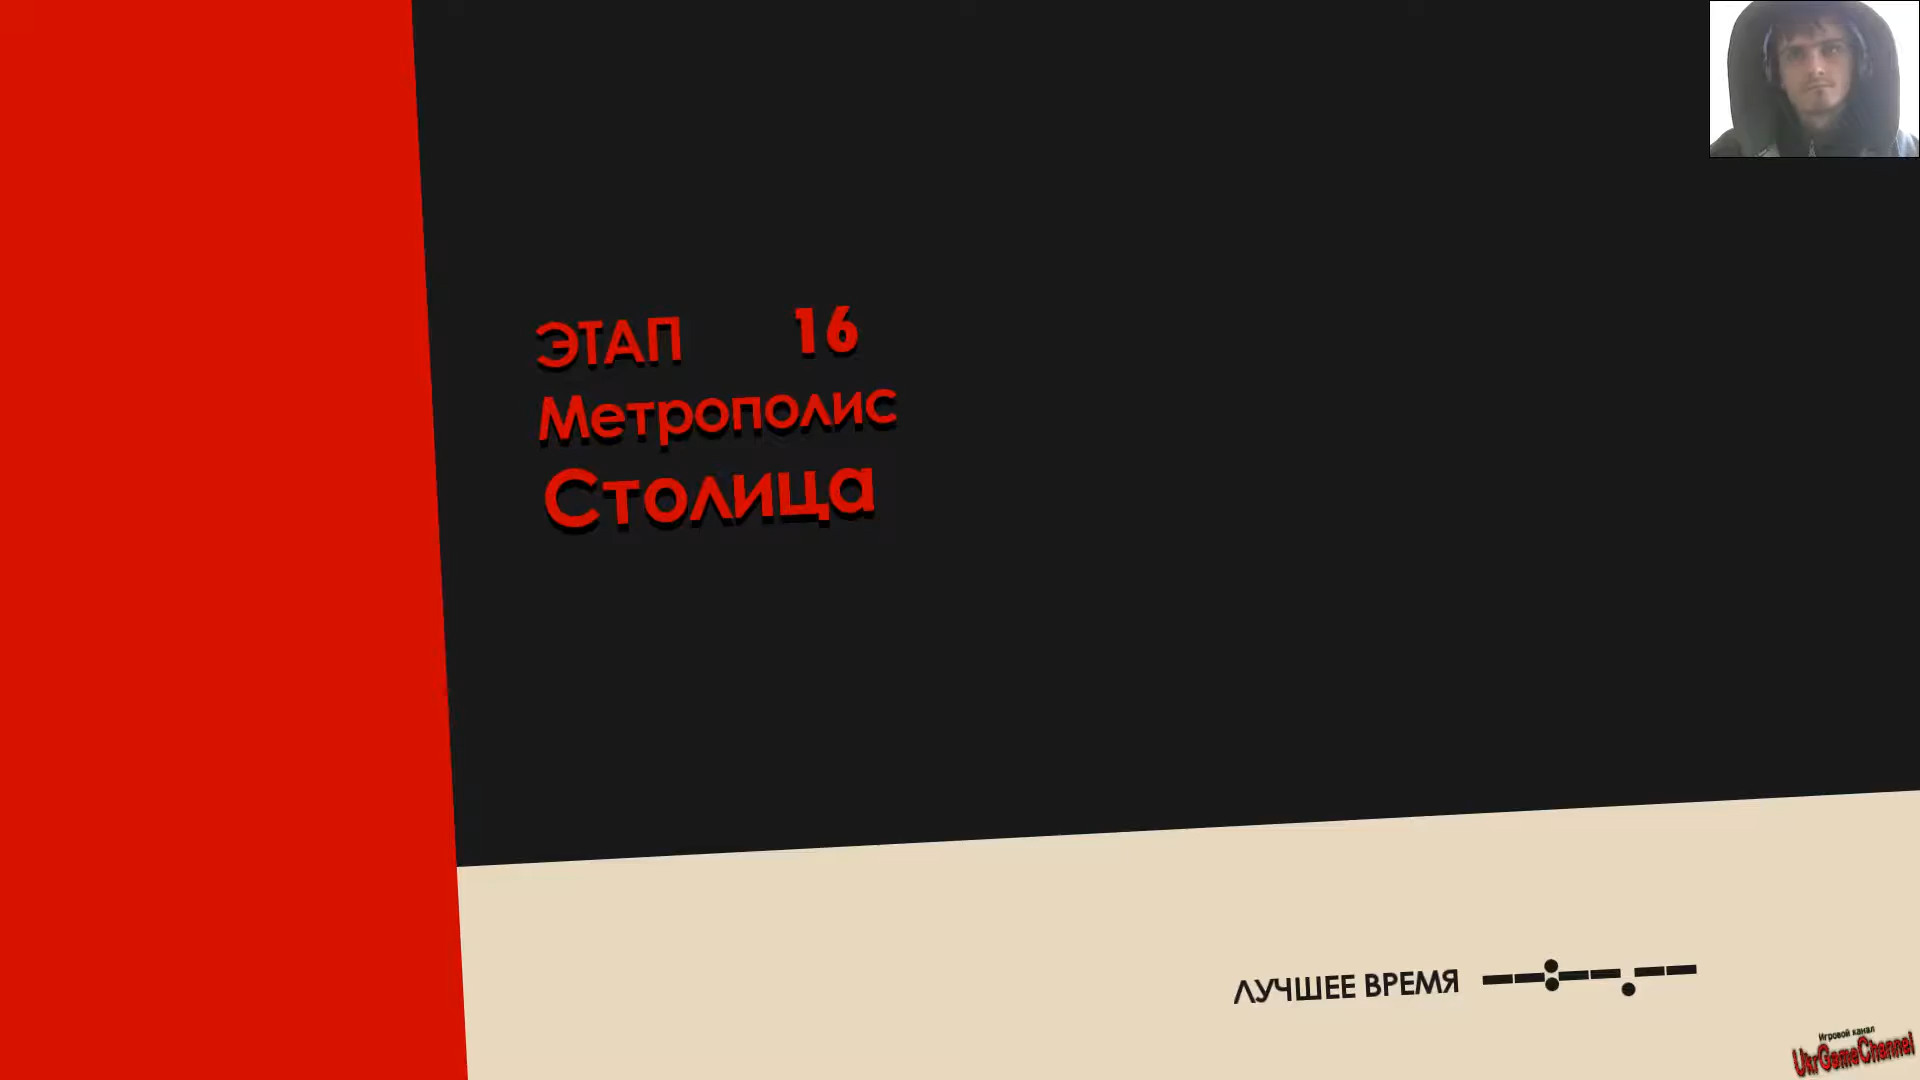 ЭТАП 16
Метрополис
Столица
ЛУЧШЕЕ ВРЕМЯ --:--.--
Игровой канал
UkrGameChannel